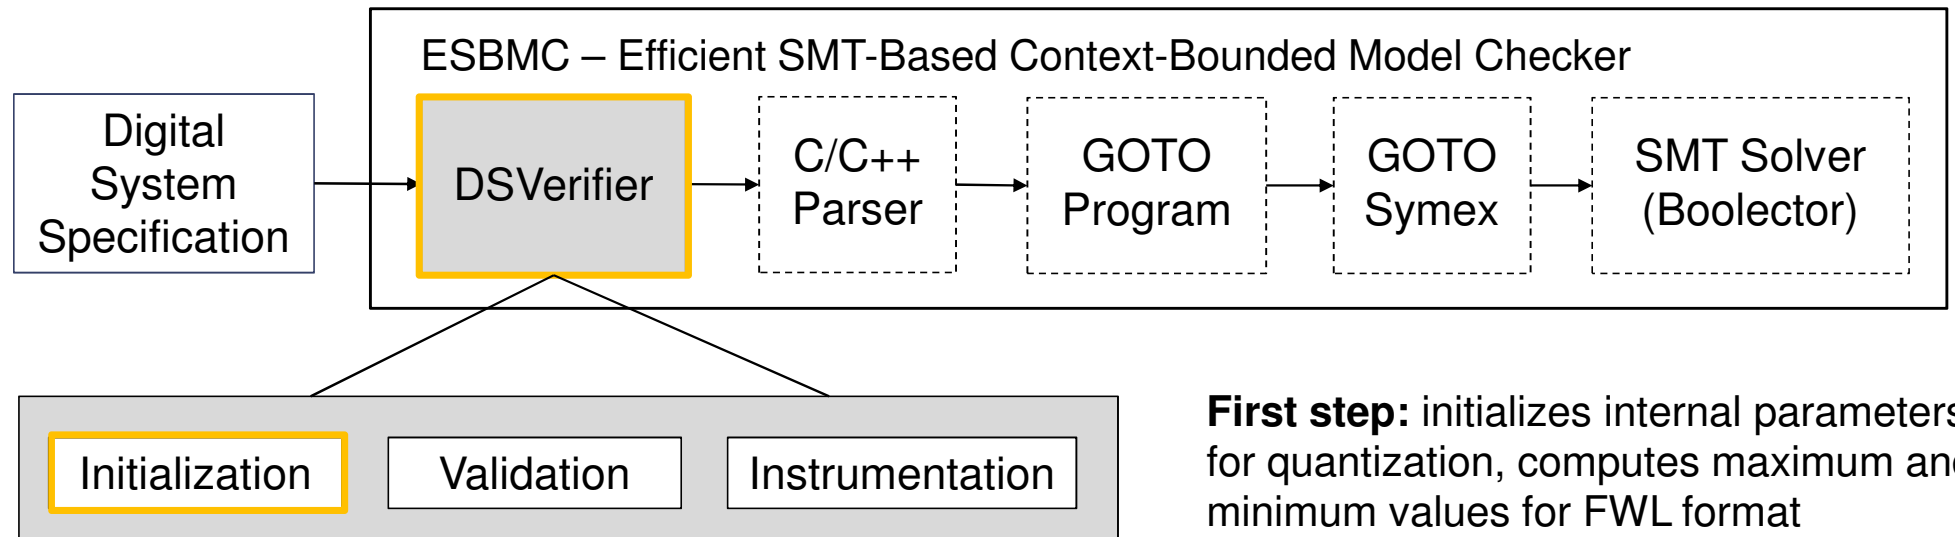 ESBMC – Efficient SMT-Based Context-Bounded Model Checker
Digital
System
Specification
DSVerifier
C/C++
Parser
GOTO
Program
GOTO
Symex
SMT Solver
(Boolector)
Initialization
Validation
Instrumentation
First step: initializes internal parameters
for quantization, computes maximum and
minimum values for FWL format